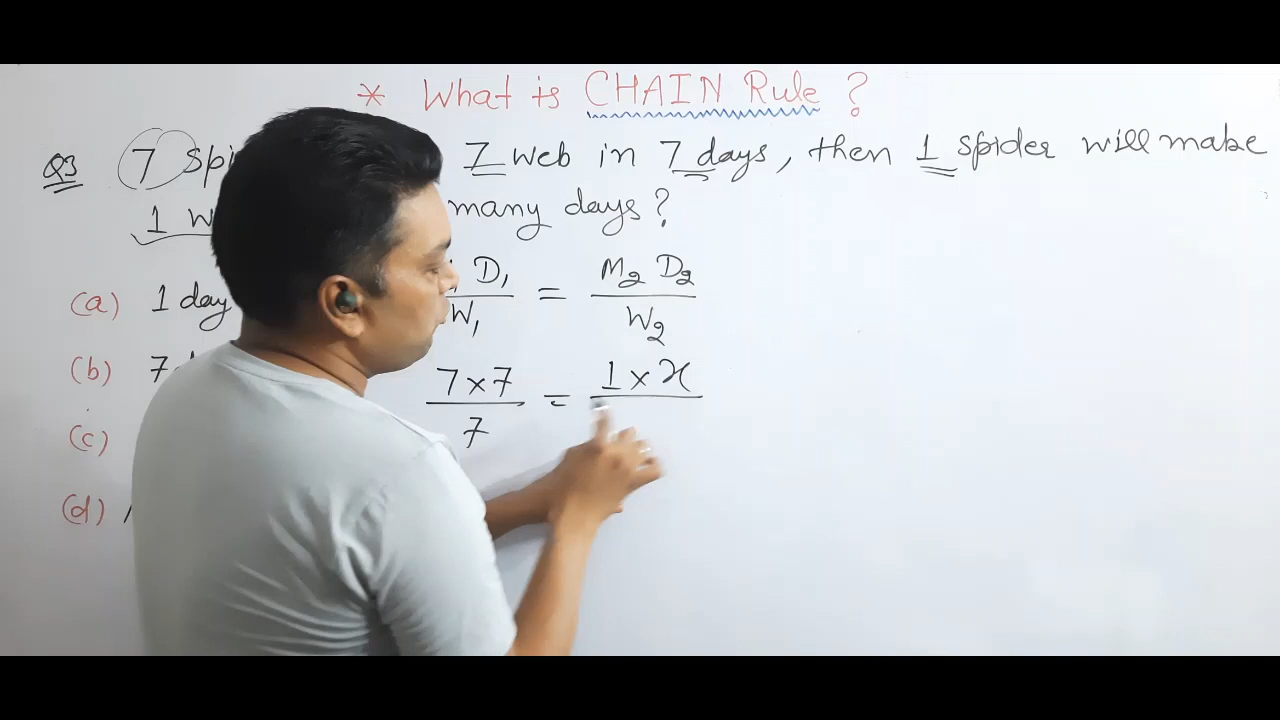 * What is CHAIN Rule ?
Q3 7 7 web in 7 days, then 1 spider will make
1 many days?
(a) 1 day D₁ / W₁ = M₂ D₂ / W₂
(b) 7 7 × 7 / 7 = 1 × x
(c)
(d)